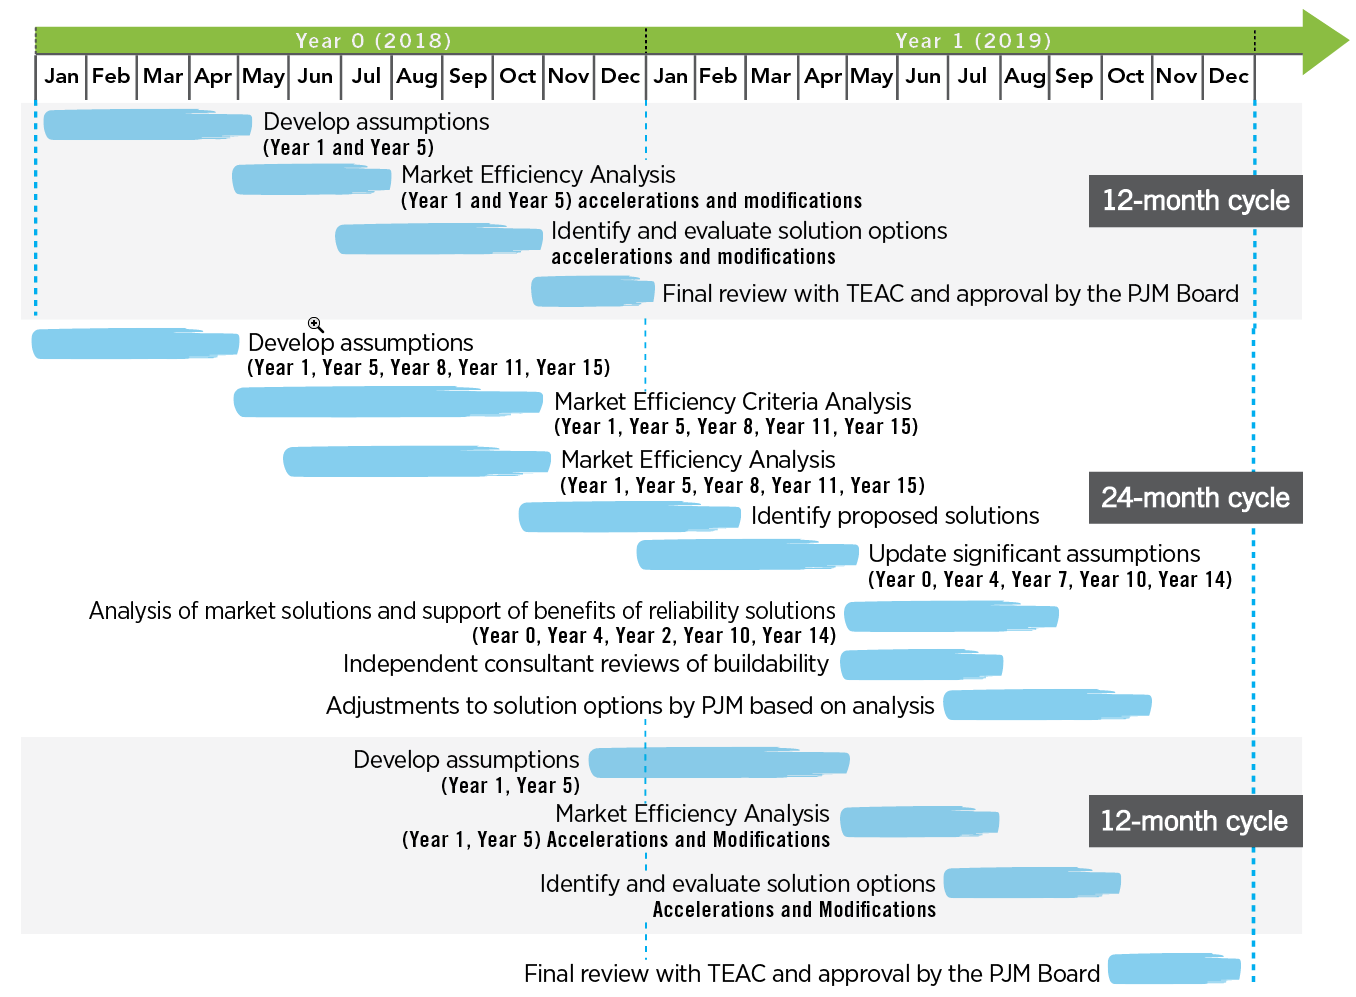 Year 0 (2018) Year 1 (2019)
Jan Feb Mar Apr May Jun Jul Aug Sep Oct Nov Dec Jan Feb Mar Apr May Jun Jul Aug Sep Oct Nov Dec
Develop assumptions
(Year 1 and Year 5)
Market Efficiency Analysis
(Year 1 and Year 5) accelerations and modifications
12-month cycle
Identify and evaluate solution options
accelerations and modifications
Final review with TEAC and approval by the PJM Board
Develop assumptions
(Year 1, Year 5, Year 8, Year 11, Year 15)
Market Efficiency Criteria Analysis
(Year 1, Year 5, Year 8, Year 11, Year 15)
Market Efficiency Analysis
(Year 1, Year 5, Year 8, Year 11, Year 15)
24-month cycle
Identify proposed solutions
Update significant assumptions
(Year 0, Year 4, Year 7, Year 10, Year 14)
Analysis of market solutions and support of benefits of reliability solutions
(Year 0, Year 4, Year 2, Year 10, Year 14)
Independent consultant reviews of buildability
Adjustments to solution options by PJM based on analysis
Develop assumptions
(Year 1, Year 5)
Market Efficiency Analysis
(Year 1, Year 5) Accelerations and Modifications
12-month cycle
Identify and evaluate solution options
Accelerations and Modifications
Final review with TEAC and approval by the PJM Board